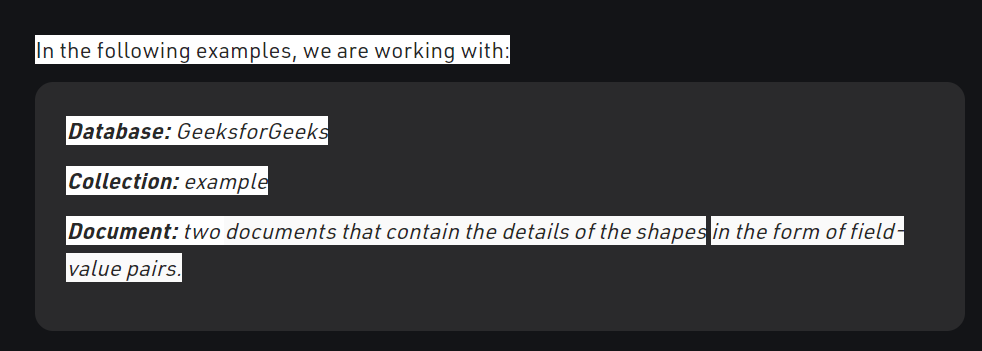 In the following examples, we are working with:
Database: GeeksforGeeks
Collection: example
Document: two documents that contain the details of the shapes in the form of field-
value pairs.